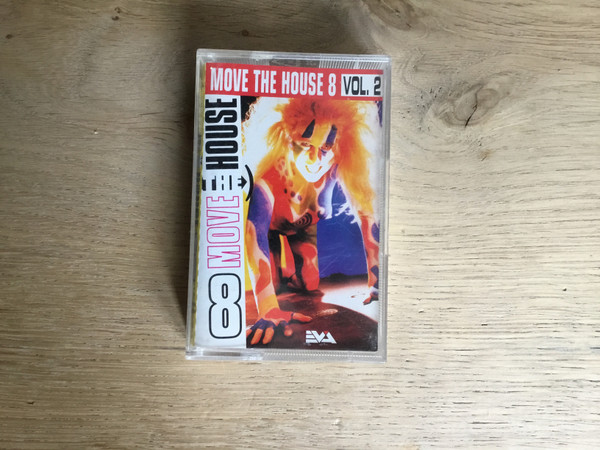 MOVE THE HOUSE 8 VOL. 2
8 MOVE THE HOUSE
EVA